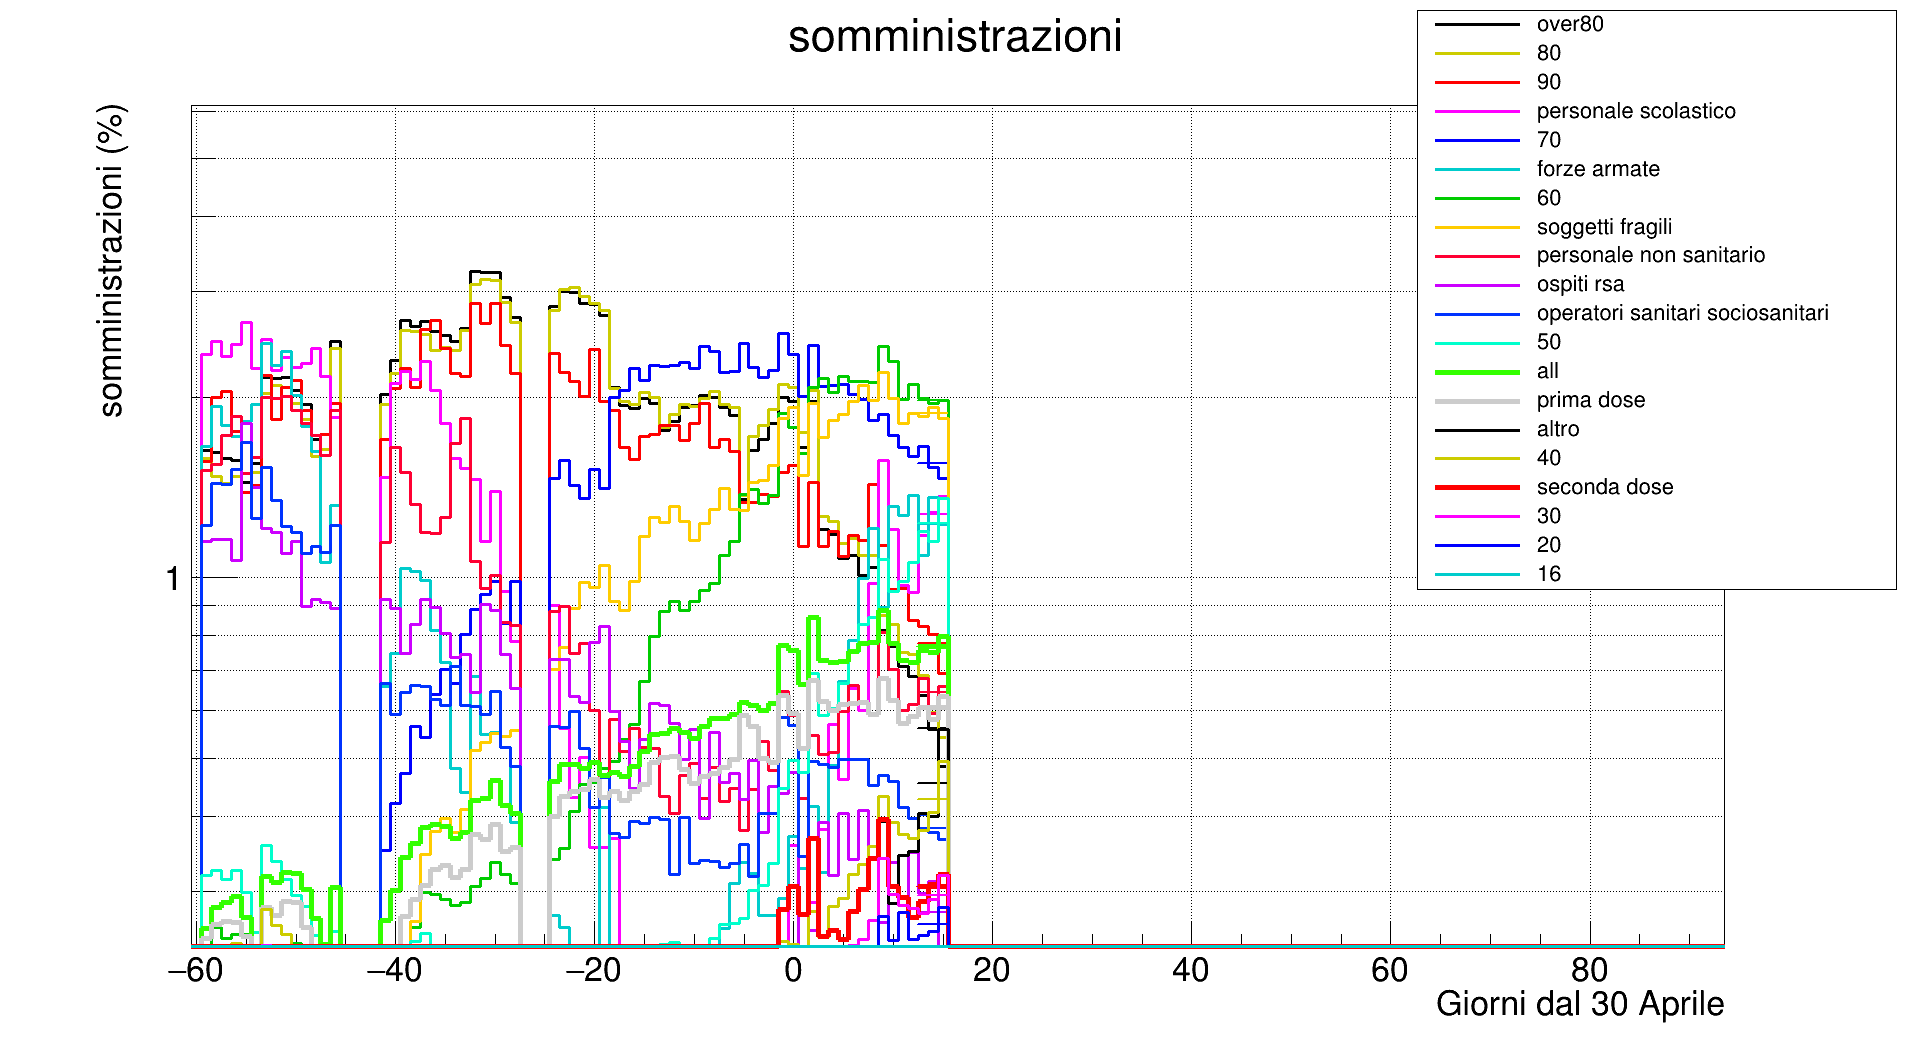 somministrazioni
somministrazioni (%)
1
−60 −40 −20 0 20 40 60 80
Giorni dal 30 Aprile
over80
80
90
personale scolastico
70
forze armate
60
soggetti fragili
personale non sanitario
ospiti rsa
operatori sanitari sociosanitari
50
all
prima dose
altro
40
seconda dose
30
20
16